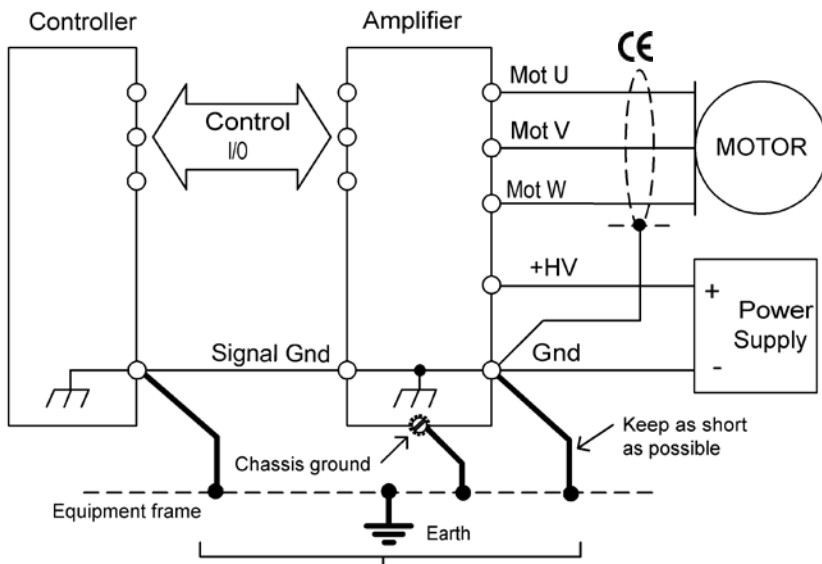 Controller
Amplifier
CE
Mot U
Mot V
Mot W
Control
I/O
MOTOR
+HV
+
Power
Supply
-
Signal Gnd
Gnd
Chassis ground
Keep as short
as possible
Equipment frame
Earth